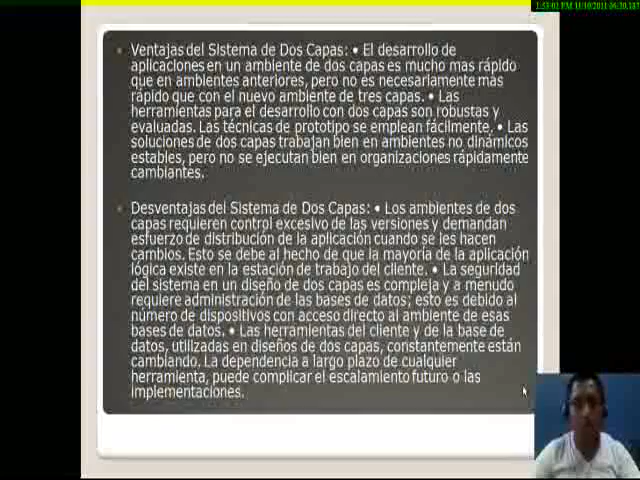 1:53:01 PM 11/10/2011
Ventajas del Sistema de Dos Capas: • El desarrollo de
aplicaciones en un ambiente de dos capas es mucho mas rápido
que en ambientes anteriores, pero no es necesariamente mas
rápido que con el nuevo ambiente de tres capas. • Las
herramientas para el desarrollo con dos capas son robustas y
evaluadas. Las técnicas de prototipo se emplean fácilmente. • Las
soluciones de dos capas trabajan bien en ambientes no dinámicos
estables, pero no se ejecutan bien en organizaciones rápidamente
cambiantes.
Desventajas del Sistema de Dos Capas: • Los ambientes de dos
capas requieren control excesivo de las versiones y demandan
esfuerzo de distribución de la aplicación cuando se les hacen
cambios. Esto se debe al hecho de que la mayoría de la aplicación
lógica existe en la estación de trabajo del cliente. • La seguridad
del sistema en un diseño de dos capas es compleja y a menudo
requiere administración de las bases de datos; esto es debido al
número de dispositivos con acceso directo al ambiente de esas
bases de datos. • Las herramientas del cliente y de la base de
datos, utilizadas en diseños de dos capas, constantemente están
cambiando. La dependencia a largo plazo de cualquier
herramienta, puede complicar el escalamiento futuro o las
implementaciones.